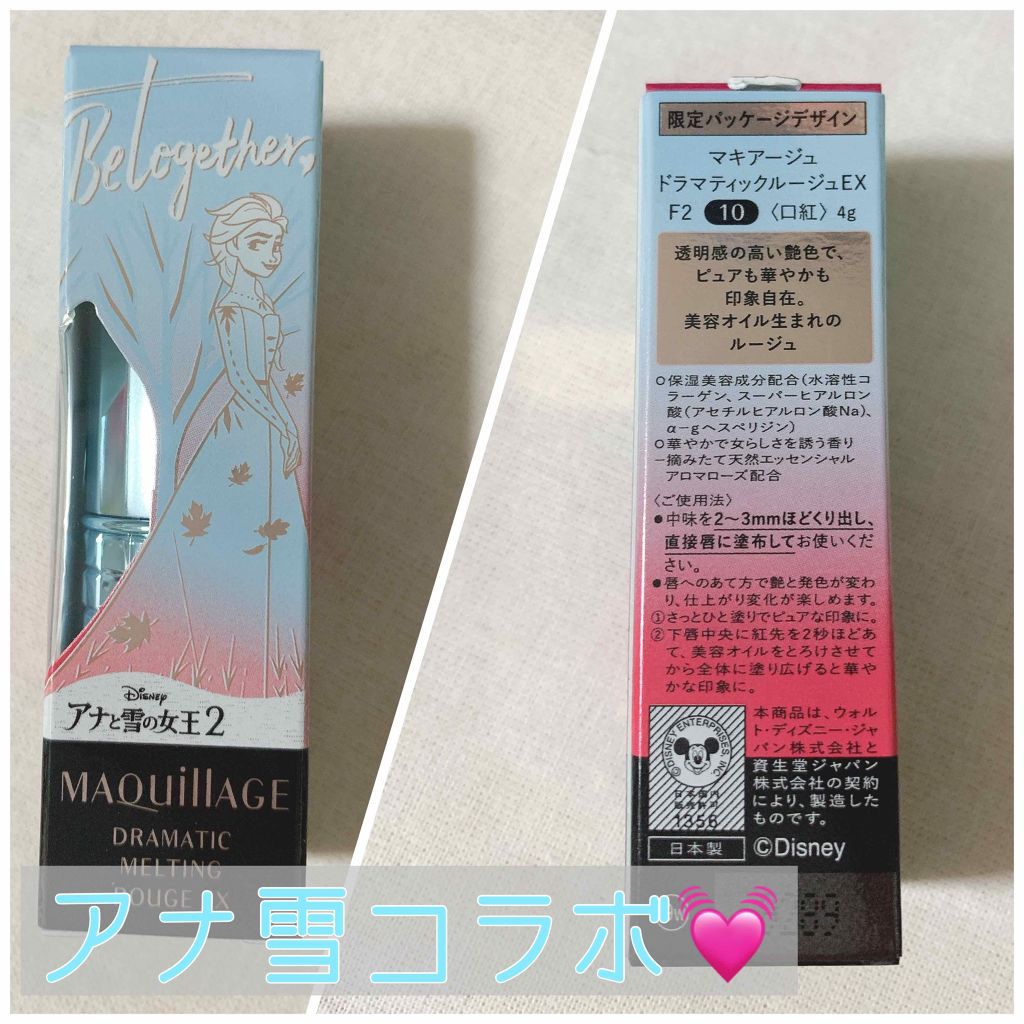 Be together,
Disney
アナと雪の女王2
MAQuillAGE
DRAMATIC
MELTING
ROUGE EX
限定パッケージデザイン
マキアージュ
ドラマティックルージュEX
F2 10 〈口紅〉4g
透明感の高い艶色で、
ピュアも華やかも
印象自在。
美容オイル生まれの
ルージュ
○保湿美容成分配合(水溶性コ
ラーゲン、スーパーヒアルロン
酸(アセチルヒアルロン酸Na)、
α-gヘスペリジン)
○華やかで女らしさを誘う香り
-摘みたて天然エッセンシャル
アロマローズ配合
〈ご使用法〉
●中味を2〜3mmほどくり出し、
直接唇に塗布してお使いくだ
さい。
●唇へのあて方で艶と発色が変わ
り、仕上がり変化が楽しめます。
①さっとひと塗りでピュアな印象に。
②下唇中央に紅先を2秒ほどあ
て、美容オイルをとろけさせて
から全体に塗り広げると華や
かな印象に。
©DISNEY ENTERPRISES, INC.
日本国内
販売許可
1356
本商品は、ウォル
ト・ディズニー・ジャ
パン株式会社と
資生堂ジャパン
株式会社の契約
により、製造した
ものです。
日本製 ©Disney
アナ雪コラボ💓